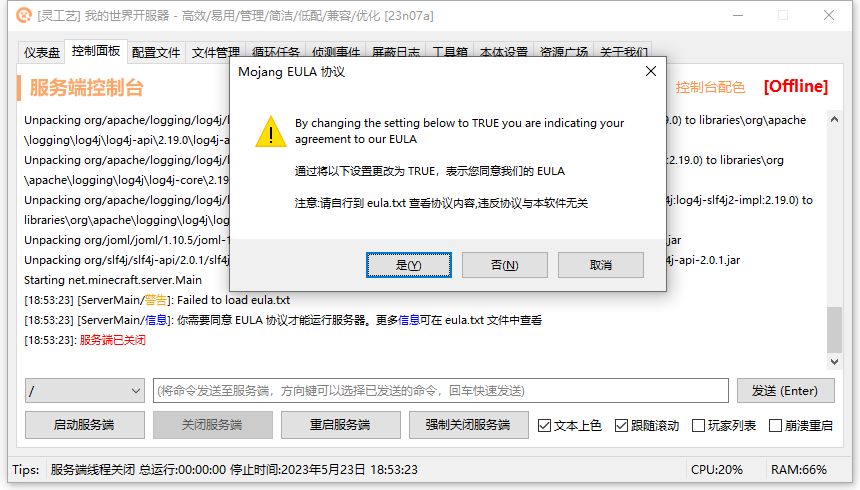 [灵工艺] 我的世界开服器 - 高效/易用/管理/简洁/低配/兼容/优化 [23n07a]
仪表盘 控制面板 配置文件 文件管理 循环任务 侦测事件 屏蔽日志 工具箱 本体设置 资源广场 关于我们
服务端控制台 控制台配色 [Offline]
Mojang EULA 协议
By changing the setting below to TRUE you are indicating your
agreement to our EULA
通过将以下设置更改为 TRUE，表示您同意我们的 EULA
注意:请自行到 eula.txt 查看协议内容,违反协议与本软件无关
是(Y) 否(N) 取消
Unpacking org/apache/logging/log4j/l .0) to libraries\org\apache
\logging\log4j\log4j-api\2.19.0\log4j-a
Unpacking org/apache/logging/log4j/l :2.19.0) to libraries\org
\apache\logging\log4j\log4j-core\2.19
Unpacking org/apache/logging/log4j/l 4j:log4j-slf4j2-impl:2.19.0) to
libraries\org\apache\logging\log4j\log
Unpacking org/joml/joml/1.10.5/joml-1 .jar
Unpacking org/slf4j/slf4j-api/2.0.1/slf4 4j-api-2.0.1.jar
Starting net.minecraft.server.Main
[18:53:23] [ServerMain/警告]: Failed to load eula.txt
[18:53:23] [ServerMain/信息]: 你需要同意 EULA 协议才能运行服务器。更多信息可在 eula.txt 文件中查看
[18:53:23]: 服务端已关闭
/ (将命令发送至服务端，方向键可以选择已发送的命令，回车快速发送) 发送 (Enter)
启动服务端 关闭服务端 重启服务端 强制关闭服务端 文本上色 跟随滚动 玩家列表 崩溃重启
Tips: 服务端线程关闭 总运行:00:00:00 停止时间:2023年5月23日 18:53:23 CPU:20% RAM:66%